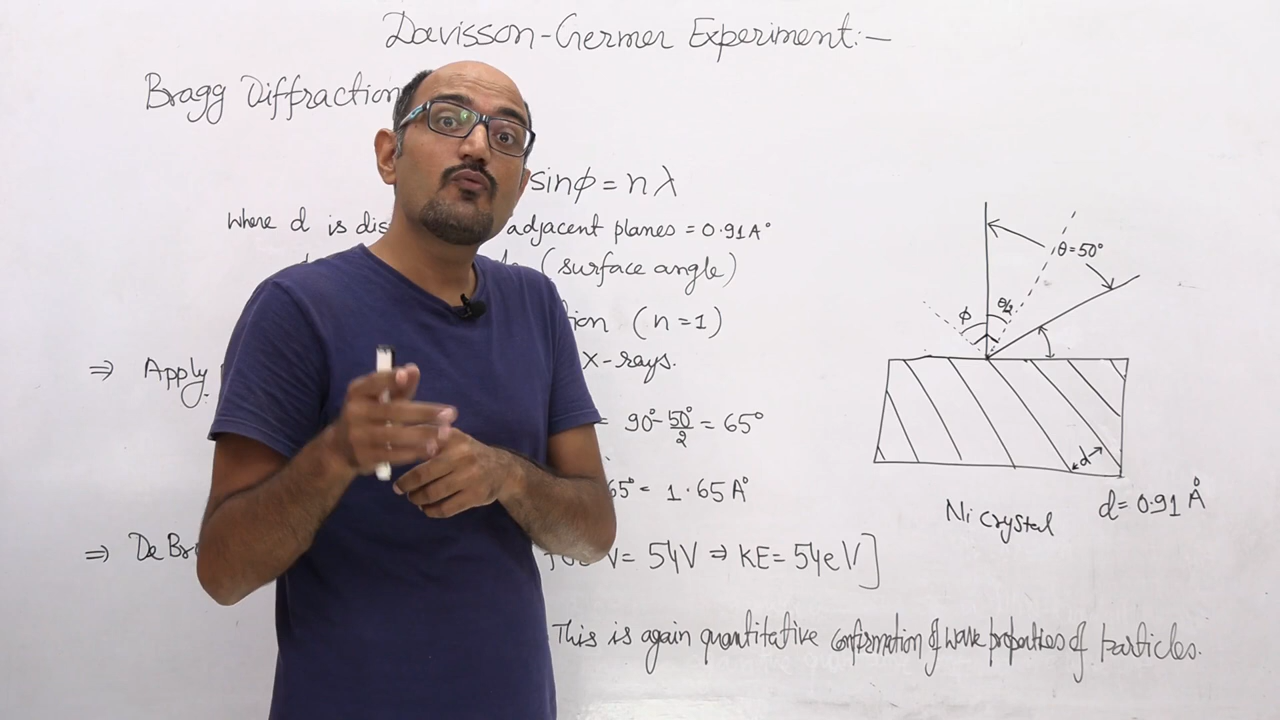 Davisson-Germer Experiment:-
Bragg Diffraction
sinϕ = nλ
Where d is dis adjacent planes = 0.91A°
(surface angle)
tion (n=1)
⇒ Apply X-rays.
= 90° - 50°/2 = 65°
65° = 1.65A°
⇒ De Br V = 54V ⇒ KE = 54eV]
This is again quantitative confirmation of wave properties of particles.
θ = 50°
ϕ θ/2
d
Ni crystal d = 0.91 Å